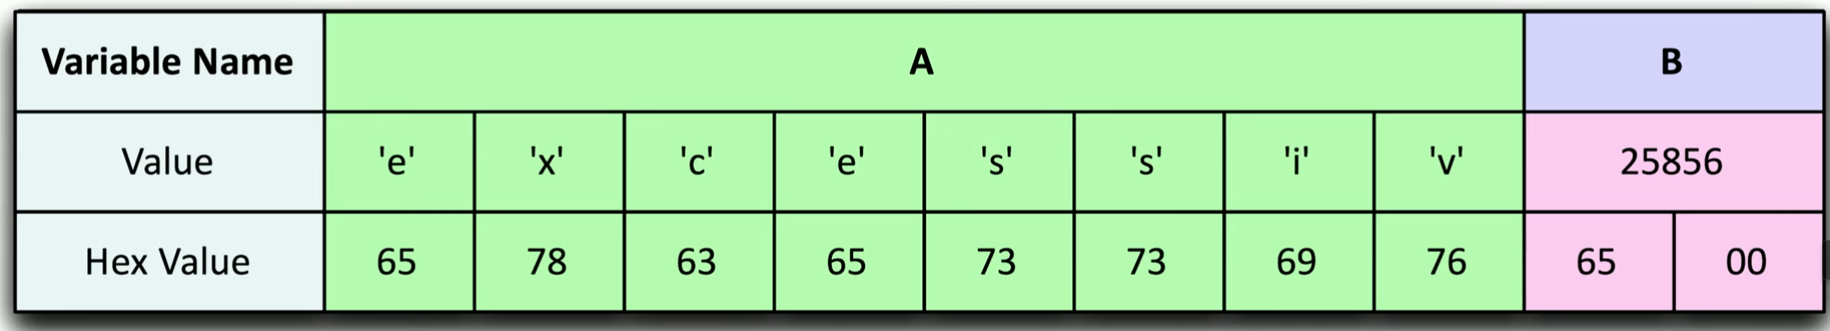 Variable Name A B
Value 'e' 'x' 'c' 'e' 's' 's' 'i' 'v' 25856
Hex Value 65 78 63 65 73 73 69 76 65 00